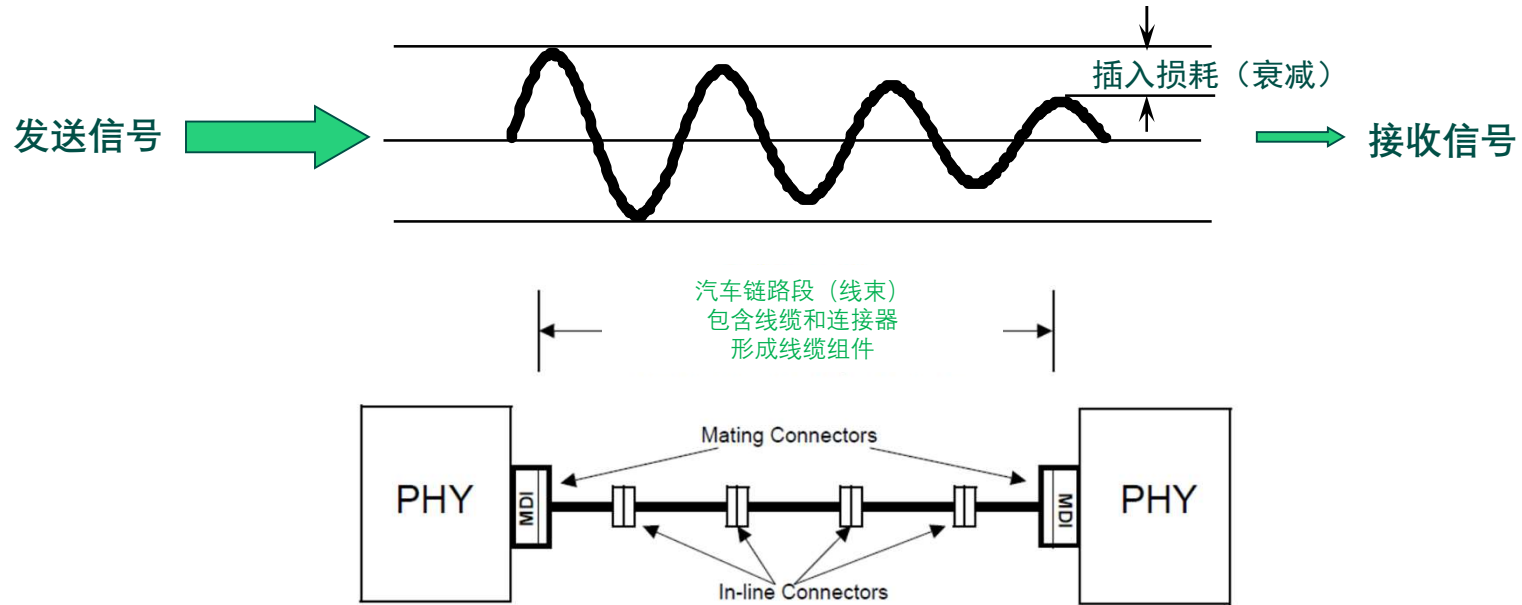 插入损耗（衰减）
发送信号
接收信号
汽车链路段（线束）
包含线缆和连接器
形成线缆组件
Mating Connectors
PHY
MDI
MDI
PHY
In-line Connectors